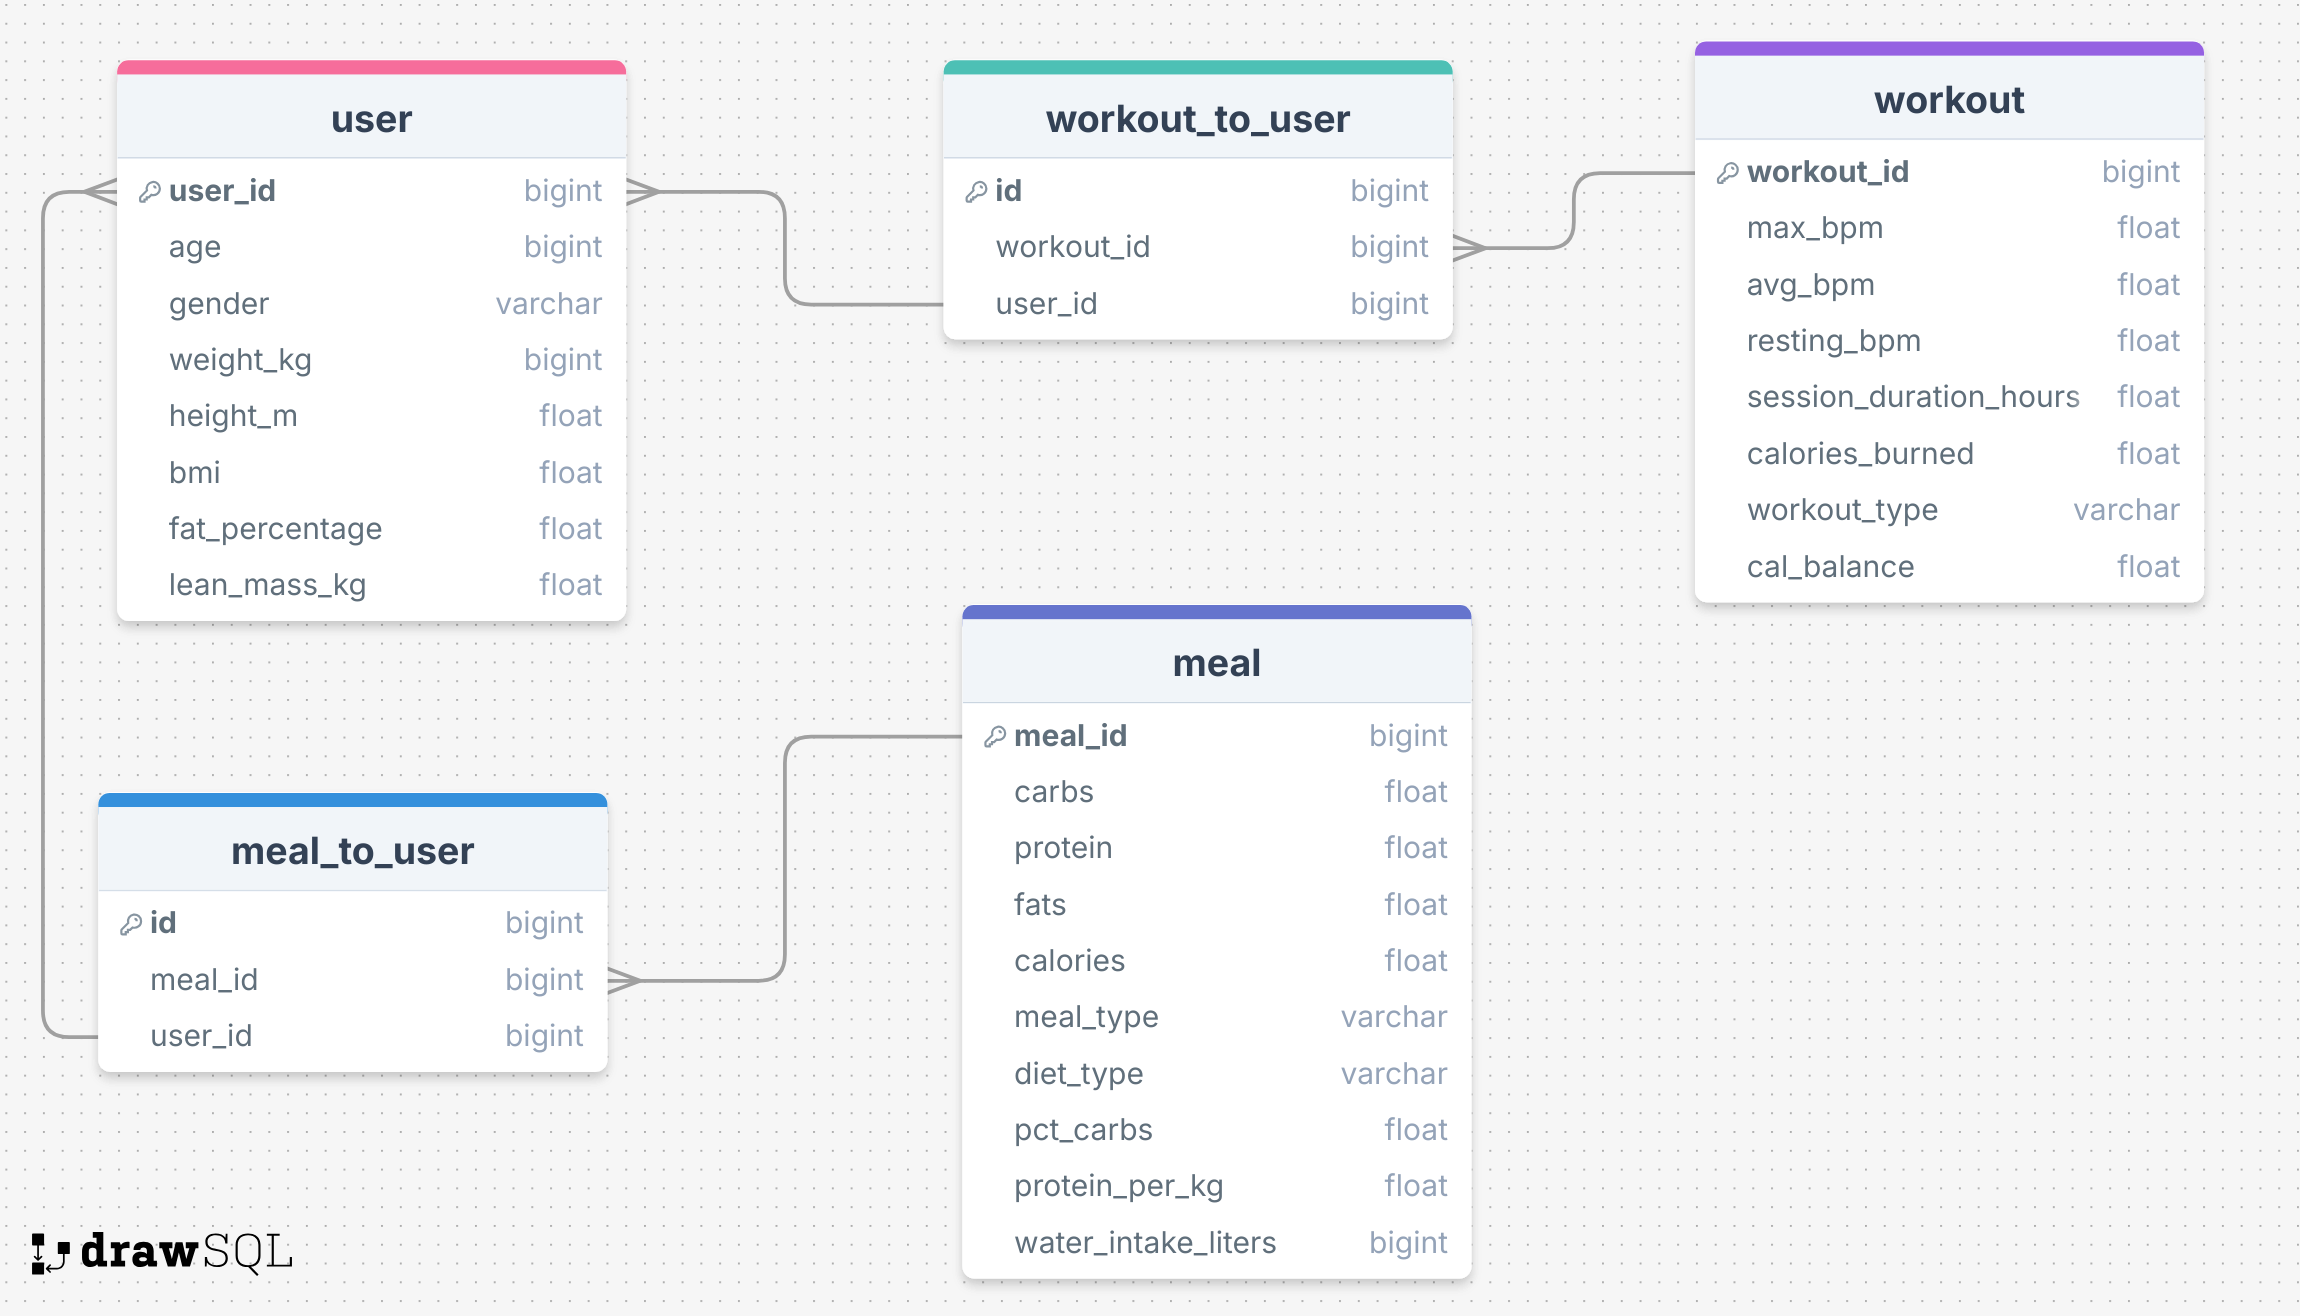 user
user_id bigint
age bigint
gender varchar
weight_kg bigint
height_m float
bmi float
fat_percentage float
lean_mass_kg float
workout_to_user
id bigint
workout_id bigint
user_id bigint
workout
workout_id bigint
max_bpm float
avg_bpm float
resting_bpm float
session_duration_hours float
calories_burned float
workout_type varchar
cal_balance float
meal_to_user
id bigint
meal_id bigint
user_id bigint
meal
meal_id bigint
carbs float
protein float
fats float
calories float
meal_type varchar
diet_type varchar
pct_carbs float
protein_per_kg float
water_intake_liters bigint
drawSQL